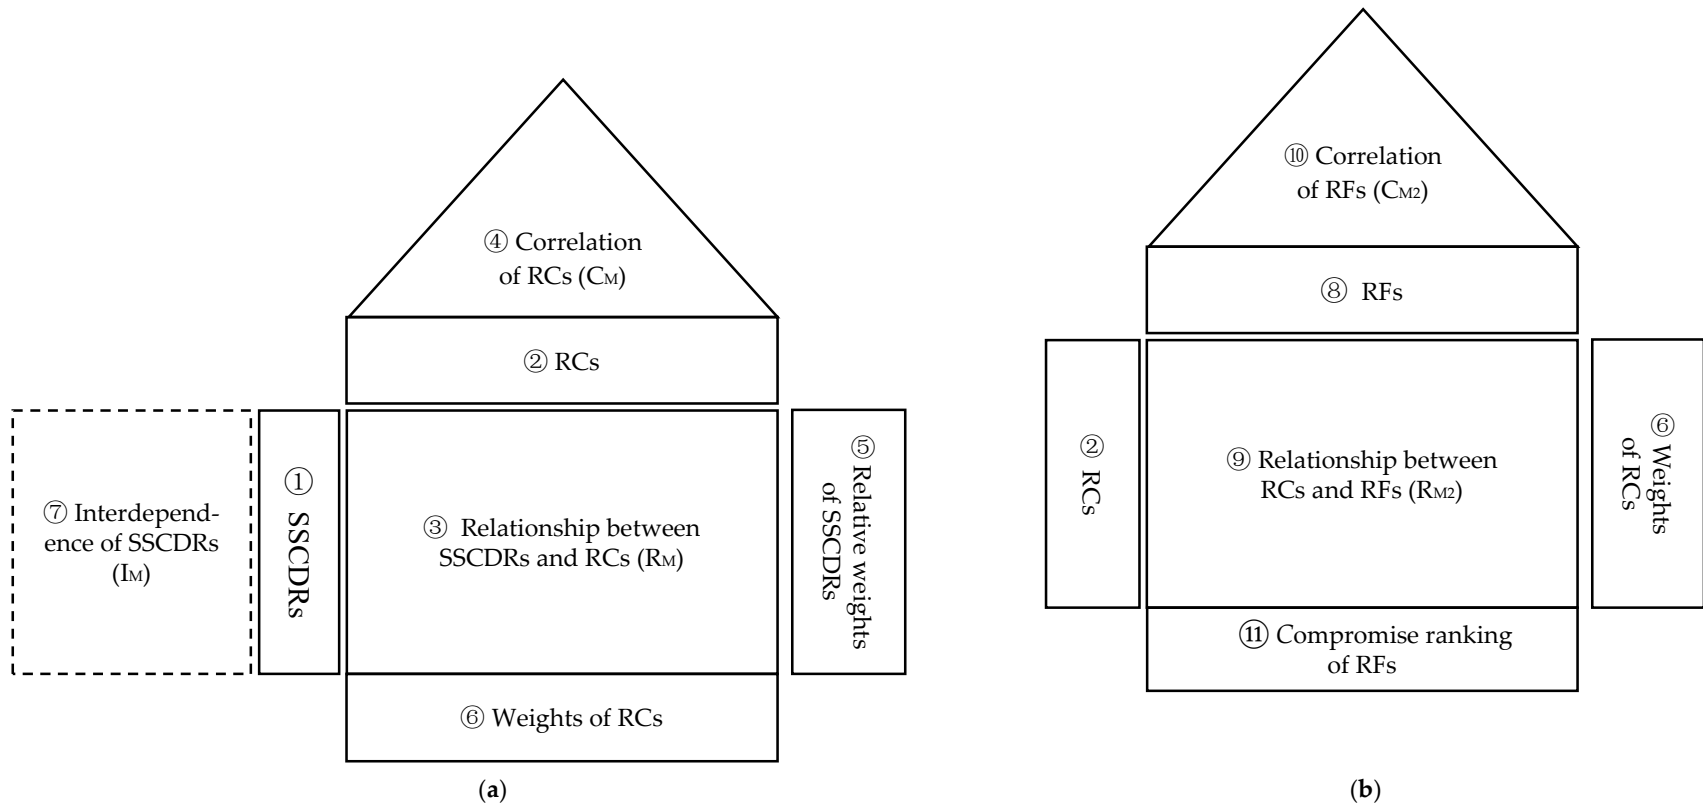 ④ Correlation
of RCs (CM)
② RCs
⑦ Interdepend-
ence of SSCDRs
(IM)
① SSCDRs
③ Relationship between
SSCDRs and RCs (RM)
⑤ Relative weights
of SSCDRs
⑥ Weights of RCs
(a)
⑩ Correlation
of RFs (CM2)
⑧ RFs
② RCs
⑨ Relationship between
RCs and RFs (RM2)
⑥ Weights
of RCs
⑪ Compromise ranking
of RFs
(b)